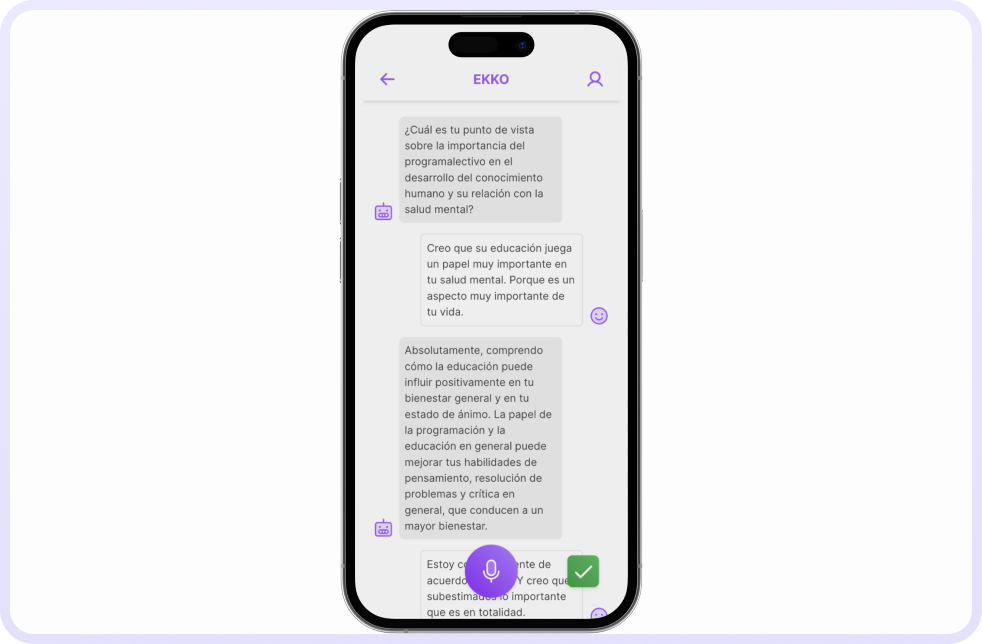 EKKO
¿Cuál es tu punto de vista
sobre la importancia del
programalectivo en el
desarrollo del conocimiento
humano y su relación con la
salud mental?
Creo que su educación juega
un papel muy importante en
tu salud mental. Porque es un
aspecto muy importante de
tu vida.
Absolutamente, comprendo
cómo la educación puede
influir positivamente en tu
bienestar general y en tu
estado de ánimo. La papel de
la programación y la
educación en general puede
mejorar tus habilidades de
pensamiento, resolución de
problemas y crítica en
general, que conducen a un
mayor bienestar.
Estoy de
acuerdo Y creo que
subestimados lo importante
que es en totalidad.